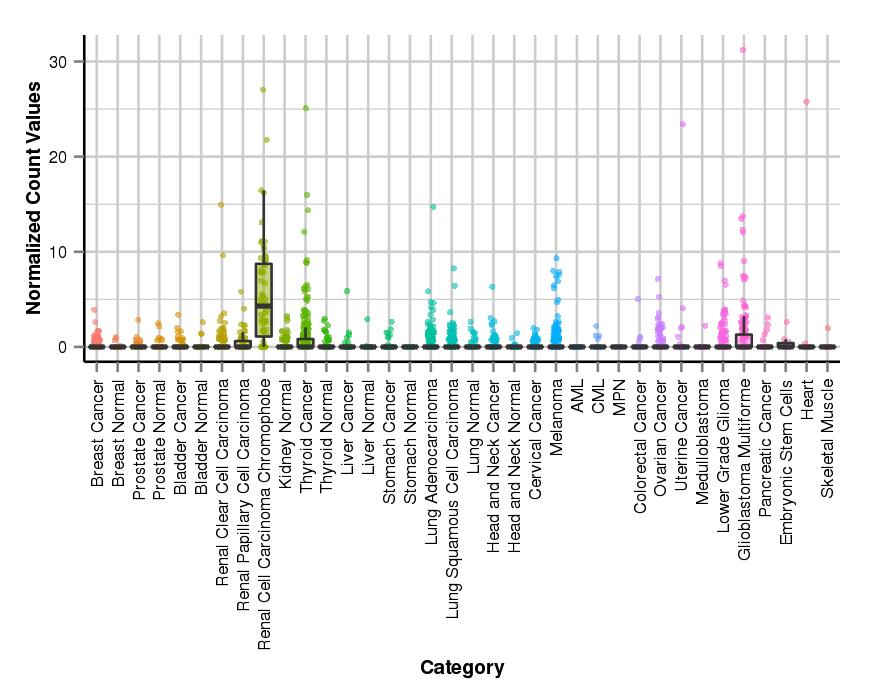 Normalized Count Values
30
20
10
0
Breast Cancer
Breast Normal
Prostate Cancer
Prostate Normal
Bladder Cancer
Bladder Normal
Renal Clear Cell Carcinoma
Renal Papillary Cell Carcinoma
Renal Cell Carcinoma Chromophobe
Kidney Normal
Thyroid Cancer
Thyroid Normal
Liver Cancer
Liver Normal
Stomach Cancer
Stomach Normal
Lung Adenocarcinoma
Lung Squamous Cell Carcinoma
Lung Normal
Head and Neck Cancer
Head and Neck Normal
Cervical Cancer
Melanoma
AML
CML
MPN
Colorectal Cancer
Ovarian Cancer
Uterine Cancer
Medulloblastoma
Lower Grade Glioma
Glioblastoma Multiforme
Pancreatic Cancer
Embryonic Stem Cells
Heart
Skeletal Muscle
Category